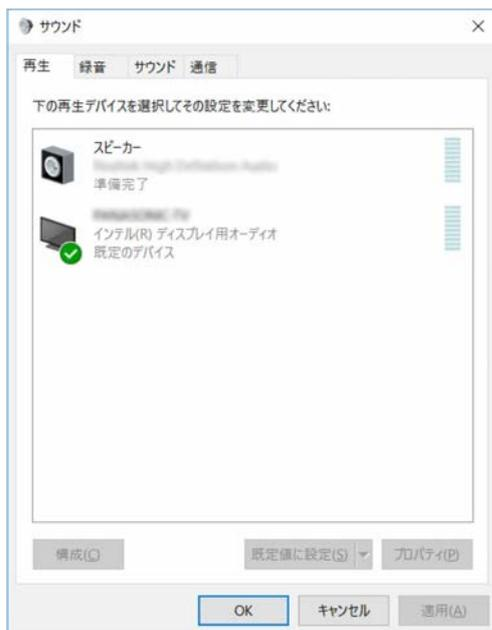 サウンド
再生 録音 サウンド 通信
下の再生デバイスを選択してその設定を変更してください:
スピーカー
準備完了
インテル(R) ディスプレイ用オーディオ
既定のデバイス
構成(C) 既定値に設定(S) プロパティ(P)
OK キャンセル 適用(A)